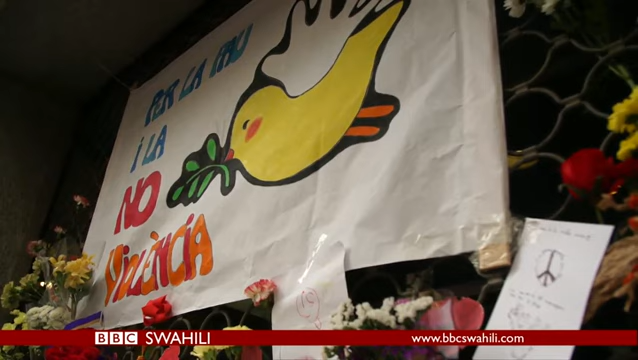 PER LA PAU
I LA
NO
VIOLÈNCIA
BBC SWAHILI
www.bbcswahili.com